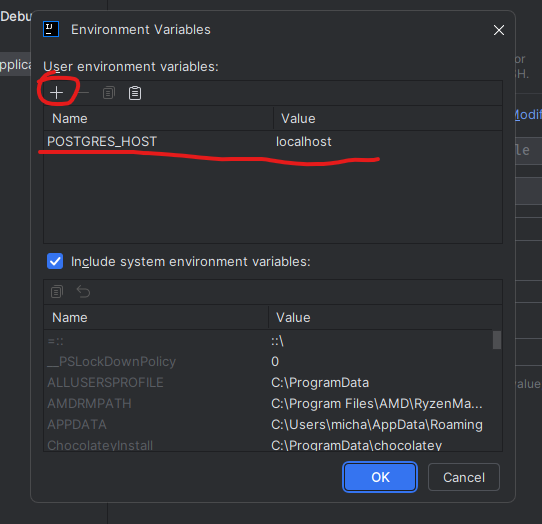 Debu
Environment Variables
User environment variables:
pplica
or
SH.
Name Value
Modif
POSTGRES_HOST localhost
le
Include system environment variables:
Name Value
=:: ::\
__PSLockDownPolicy 0
ALLUSERSPROFILE C:\ProgramData
value
AMDRMPATH C:\Program Files\AMD\RyzenMa...
APPDATA C:\Users\micha\AppData\Roaming
ChocolateyInstall C:\ProgramData\chocolatey
OK Cancel